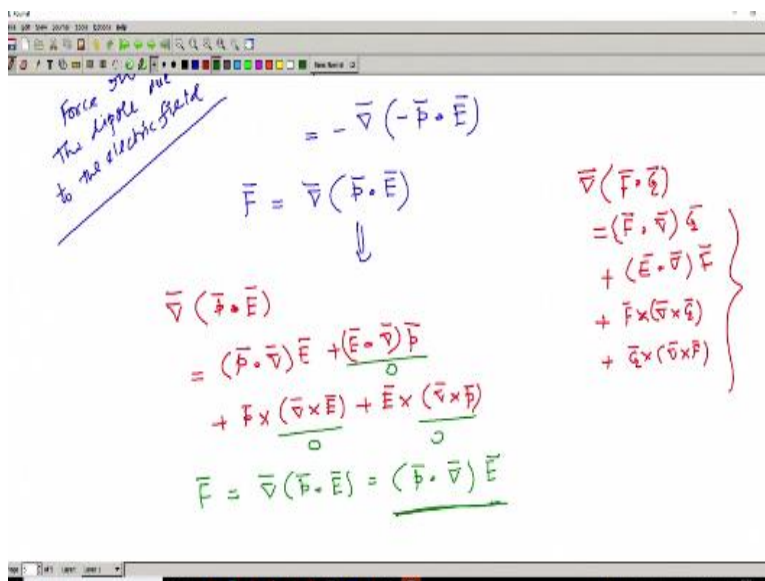 Force on
The dipole due
to the electric field
= - ∇̄ (-p̄ • Ē)
F̄ = ∇̄ (p̄ • Ē)
⇓
∇̄ (p̄ • Ē)
= (p̄ • ∇̄) Ē + (Ē • ∇̄) p̄
0
+ p̄ × (∇̄ × Ē) + Ē × (∇̄ × p̄)
0 0
F̄ = ∇̄ (p̄ • Ē) = (p̄ • ∇̄) Ē
∇̄ (F̄ • Ḡ)
= (F̄ . ∇̄) Ḡ
+ (Ē • ∇̄) F̄
+ F̄ × (∇̄ × Ḡ)
+ Ḡ × (∇̄ × F̄)